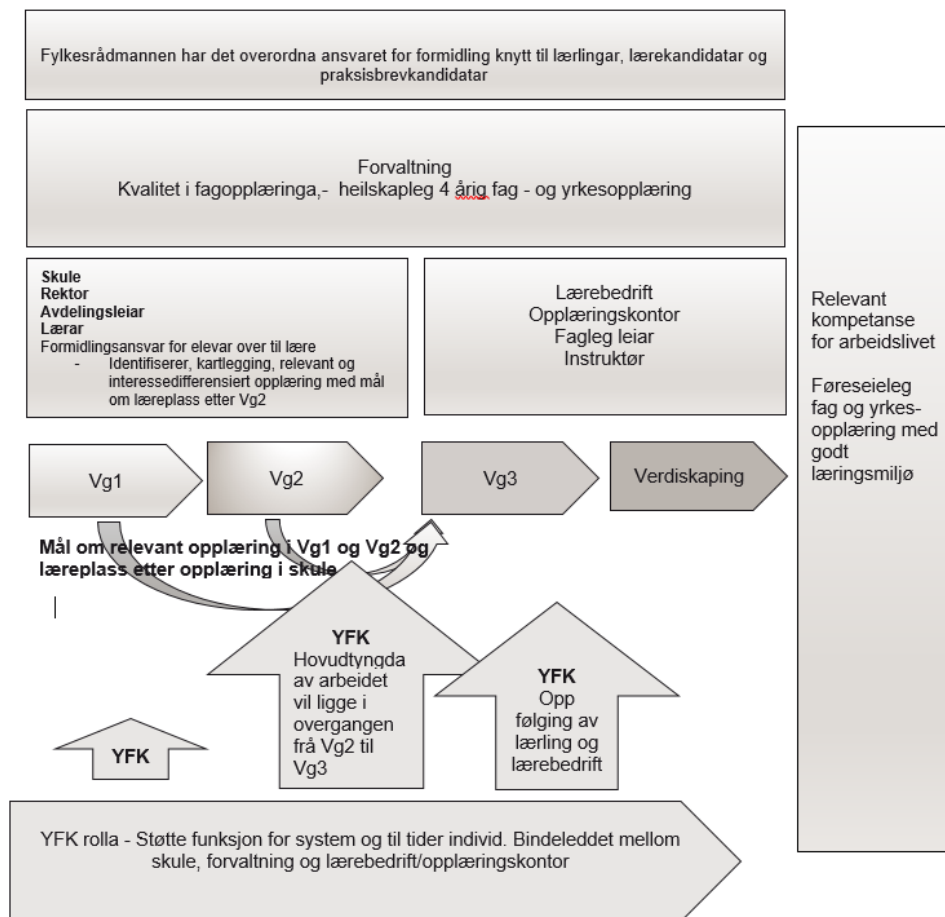 Fylkesrådmannen har det overordna ansvaret for formidling knytt til lærlingar, lærekandidatar og
praksisbrevkandidatar
Forvaltning
Kvalitet i fagopplæringa,- heilskapleg 4 årig fag - og yrkesopplæring
Skule
Rektor
Avdelingsleiar
Lærar
Formidlingsansvar for elevar over til lære
- Identifiserer, kartlegging, relevant og
interessedifferensiert opplæring med mål
om læreplass etter Vg2
Lærebedrift
Opplæringskontor
Fagleg leiar
Instruktør
Relevant
kompetanse
for arbeidslivet
Føreseieleg
fag og yrkes-
opplæring med
godt
læringsmiljø
Vg1
Vg2
Vg3
Verdiskaping
Mål om relevant opplæring i Vg1 og Vg2 og
læreplass etter opplæring i skule
YFK
YFK
Hovudtyngda
av arbeidet
vil ligge i
overgangen
frå Vg2 til
Vg3
YFK
Opp
følging av
lærling og
lærebedrift
YFK rolla - Støtte funksjon for system og til tider individ. Bindeleddet mellom
skule, forvaltning og lærebedrift/opplæringskontor